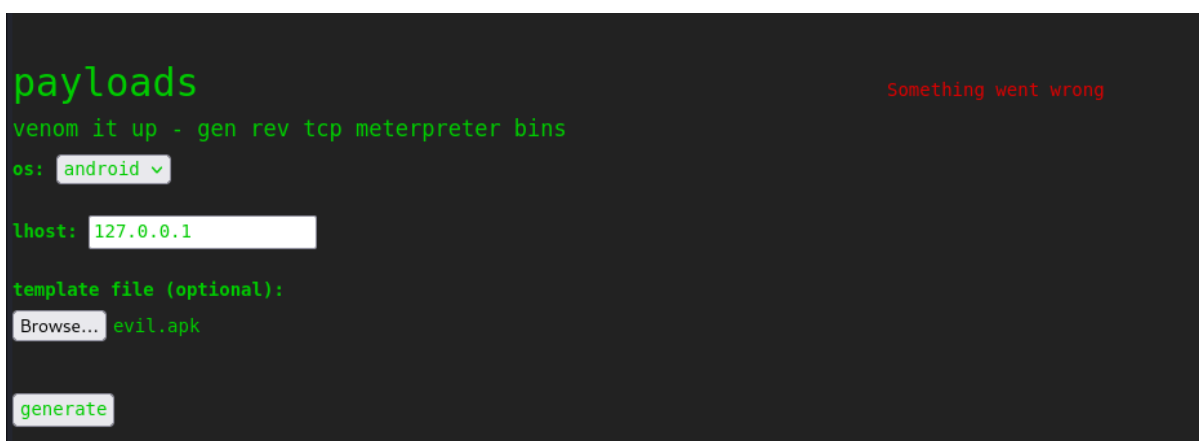 payloads
Something went wrong
venom it up - gen rev tcp meterpreter bins
os: android
lhost: 127.0.0.1
template file (optional):
Browse... evil.apk
generate